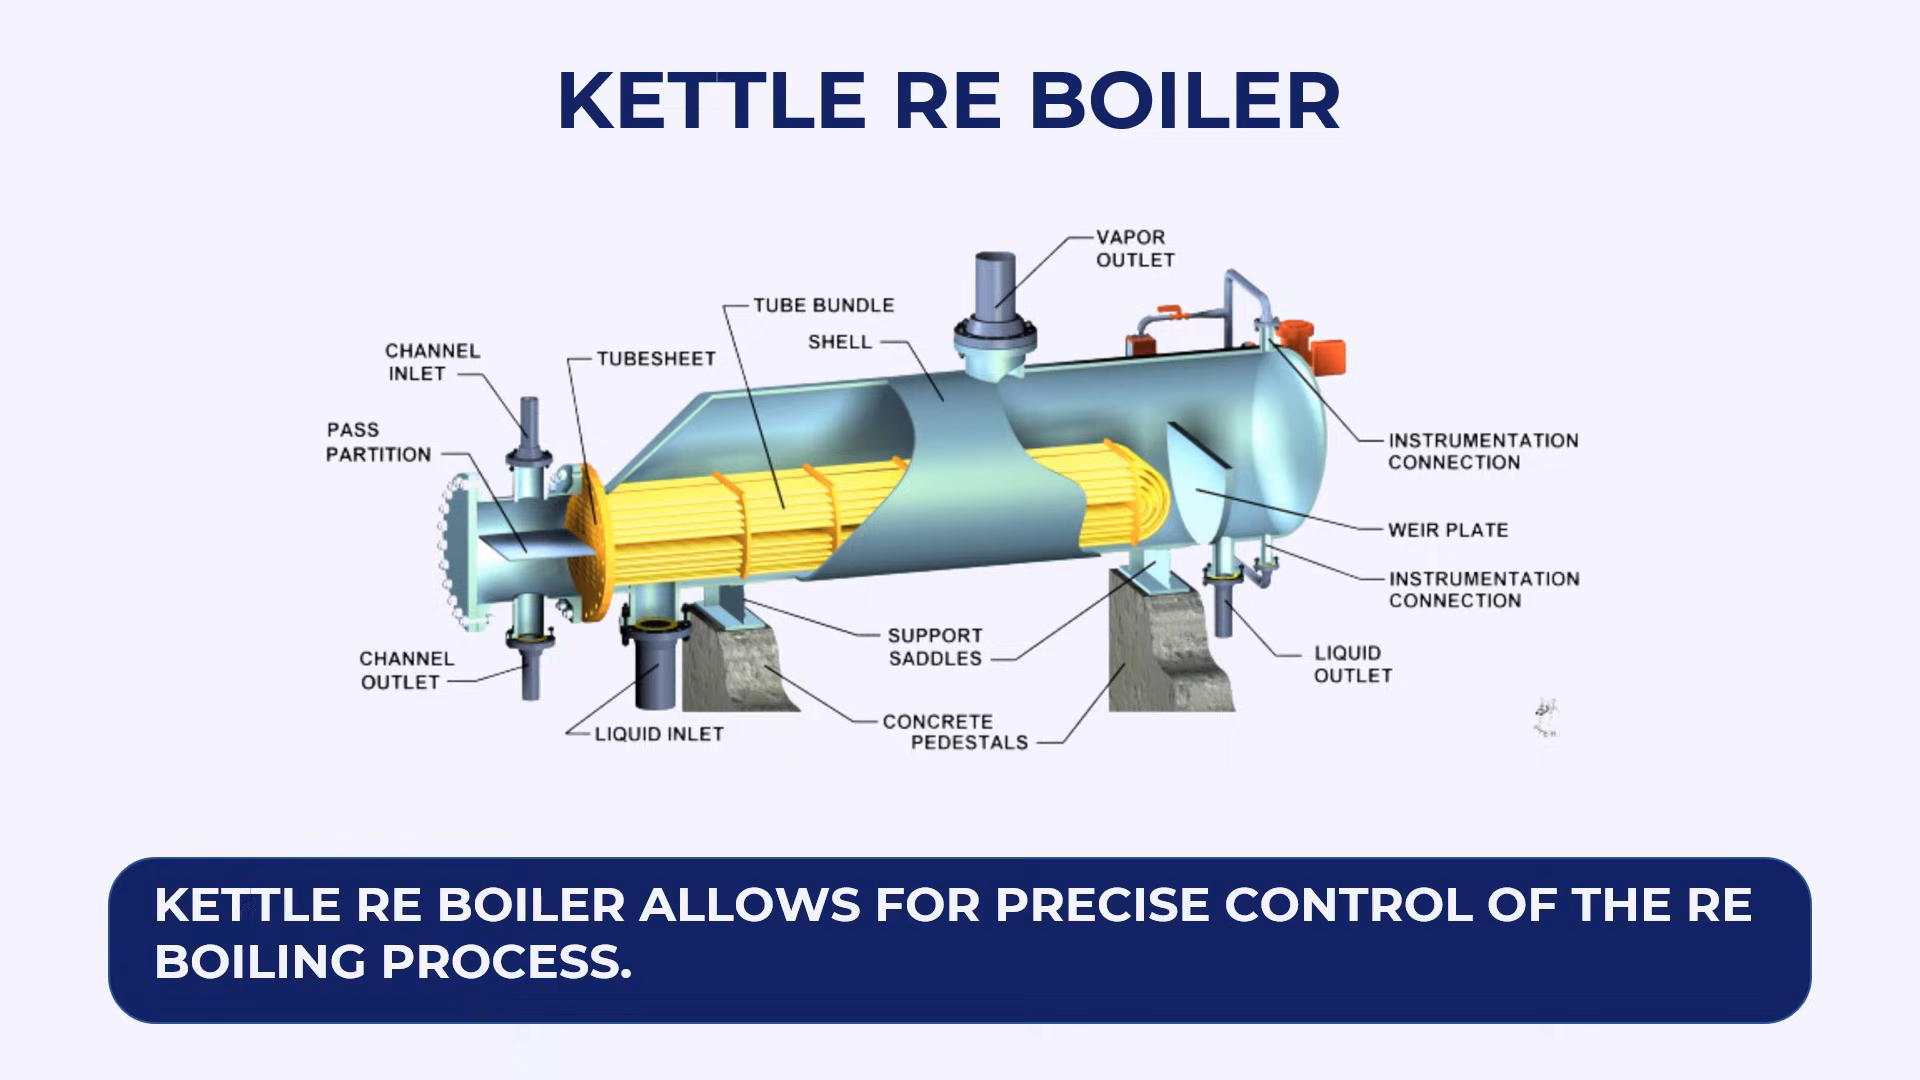 KETTLE RE BOILER
VAPOR
OUTLET
TUBE BUNDLE
SHELL
CHANNEL
INLET
TUBESHEET
PASS
PARTITION
INSTRUMENTATION
CONNECTION
WEIR PLATE
INSTRUMENTATION
CONNECTION
SUPPORT
SADDLES
LIQUID
OUTLET
CHANNEL
OUTLET
LIQUID INLET
CONCRETE
PEDESTALS
KETTLE RE BOILER ALLOWS FOR PRECISE CONTROL OF THE RE
BOILING PROCESS.